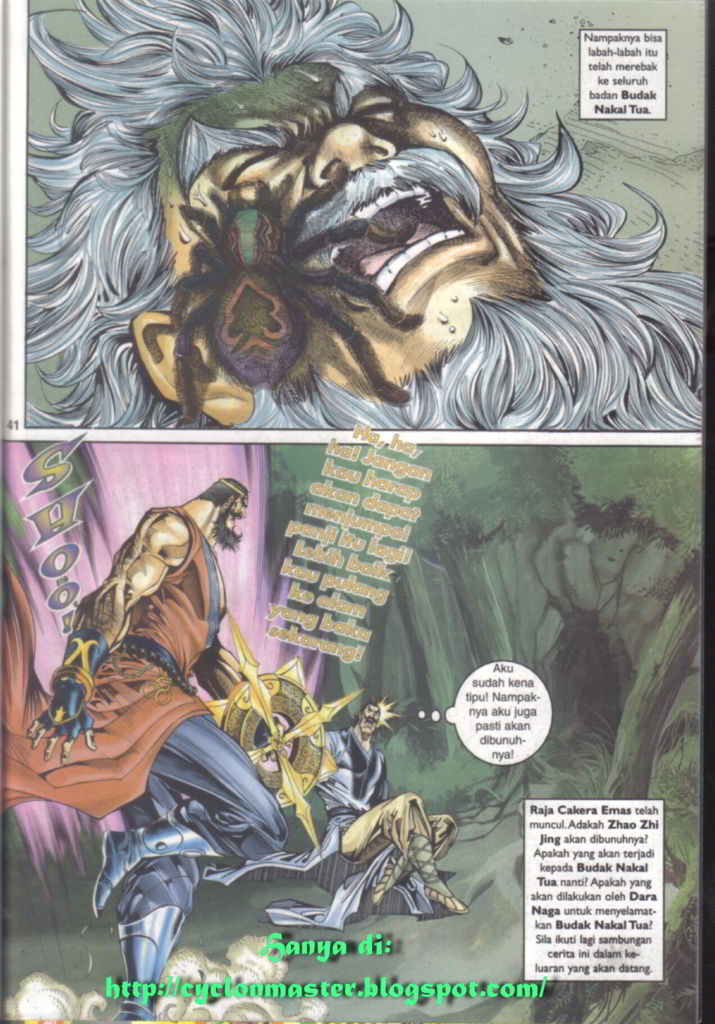 Nampaknya bisa
labah-labah itu
telah merebak
ke seluruh
badan Budak
Nakal Tua.
41
SHOO!
Ha, ha,
ha! Jangan
kau harap
akan dapat
menjumpai
panji itu lagi!
Lebih baik
kau pulang
ke alam
yang baka
sekarang!
Aku
sudah kena
tipu! Nampak-
nya aku juga
pasti akan
dibunuh-
nya!
Raja Cakera Emas telah
muncul. Adakah Zhao Zhi
Jing akan dibunuhnya?
Apakah yang akan terjadi
kepada Budak Nakal
Tua nanti? Apakah yang
akan dilakukan oleh Dara
Naga untuk menyelamat-
kan Budak Nakal Tua?
Sila ikuti lagi sambungan
cerita ini dalam ke-
luaran yang akan datang.
Hanya di:
http://cyclonmaster.blogspot.com/